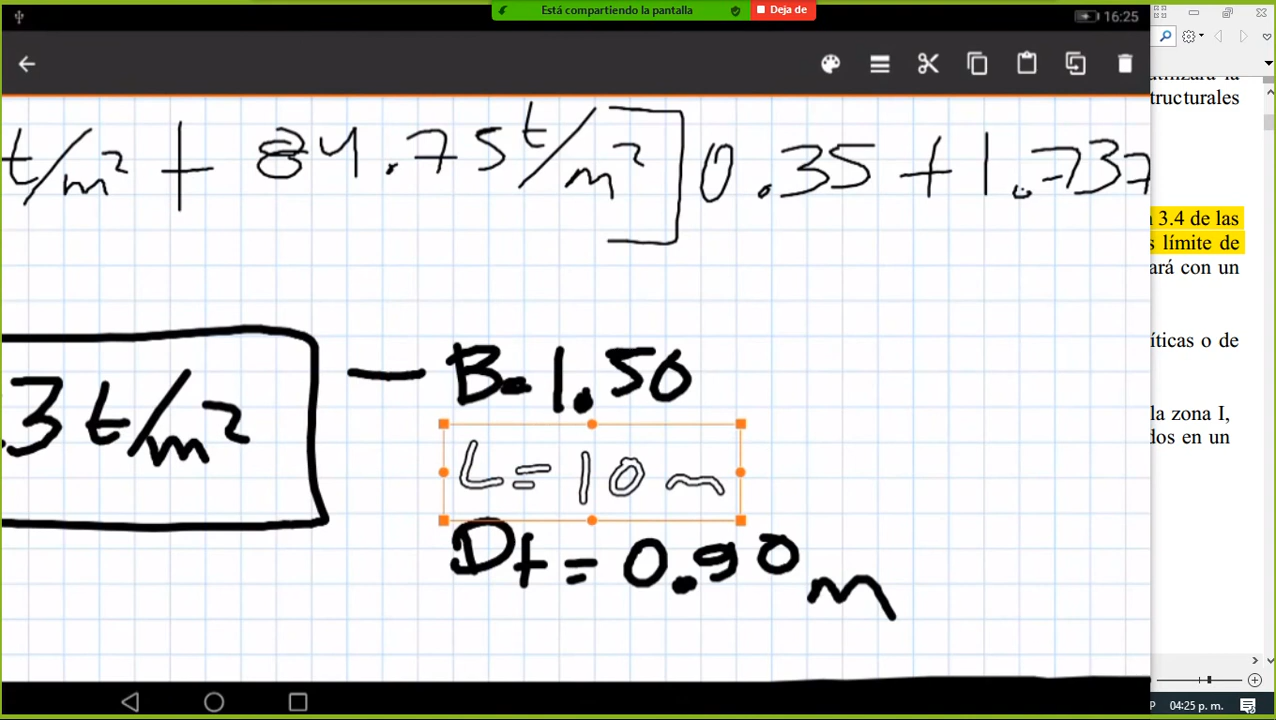 Está compartiendo la pantalla
Deja de
16:25
utilizará la
tructurales
t/m² + 84.75 t/m² ] 0.35 + 1.737
3.4 de las
s límite de
ará con un
íticas o de
B=1.50
.3 t/m²
L = 10 m
la zona I,
dos en un
Df = 0.90 m
P
04:25 p. m.